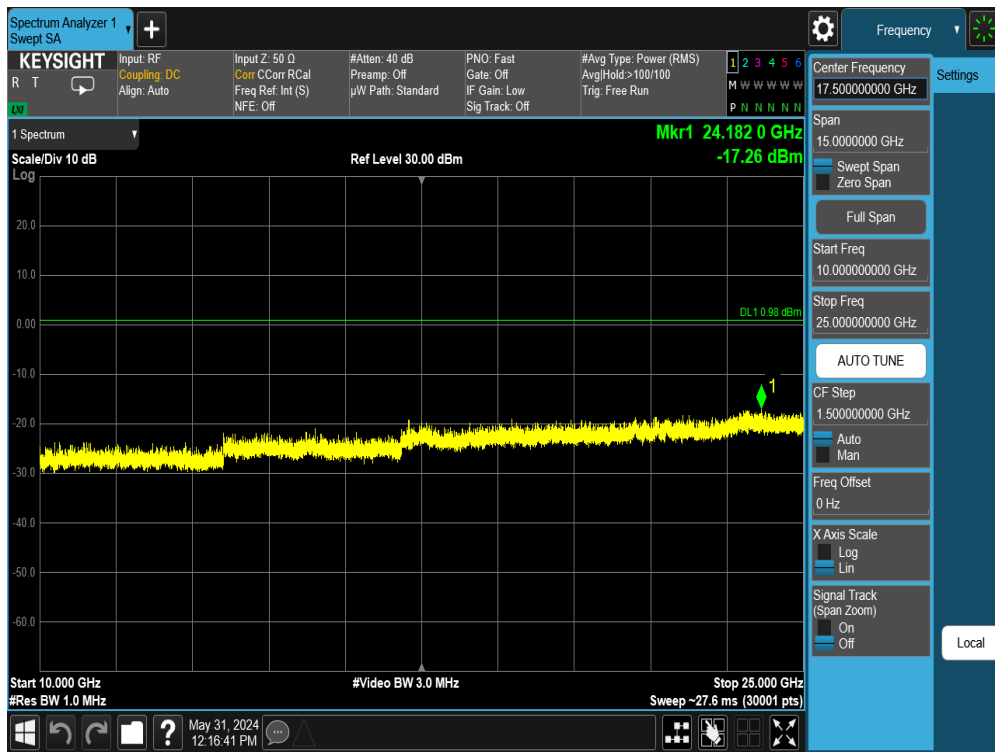 Spectrum Analyzer 1
Swept SA
Frequency
KEYSIGHT
R T
LXI
Input: RF
Coupling: DC
Align: Auto
Input Z: 50 Ω
Corr CCorr RCal
Freq Ref: Int (S)
NFE: Off
#Atten: 40 dB
Preamp: Off
µW Path: Standard
PNO: Fast
Gate: Off
IF Gain: Low
Sig Track: Off
#Avg Type: Power (RMS)
Avg|Hold:>100/100
Trig: Free Run
1 2 3 4 5 6
M W W W W W
P N N N N N
1 Spectrum
Mkr1 24.182 0 GHz
-17.26 dBm
Scale/Div 10 dB
Ref Level 30.00 dBm
Log
20.0
10.0
0.00
DL1 0.98 dBm
-10.0
1
-20.0
-30.0
-40.0
-50.0
-60.0
Start 10.000 GHz
#Video BW 3.0 MHz
Stop 25.000 GHz
#Res BW 1.0 MHz
Sweep ~27.6 ms (30001 pts)
May 31, 2024
12:16:41 PM
?
Center Frequency
17.500000000 GHz
Settings
Span
15.0000000 GHz
Swept Span
Zero Span
Full Span
Start Freq
10.000000000 GHz
Stop Freq
25.000000000 GHz
AUTO TUNE
CF Step
1.500000000 GHz
Auto
Man
Freq Offset
0 Hz
X Axis Scale
Log
Lin
Signal Track
(Span Zoom)
On
Off
Local